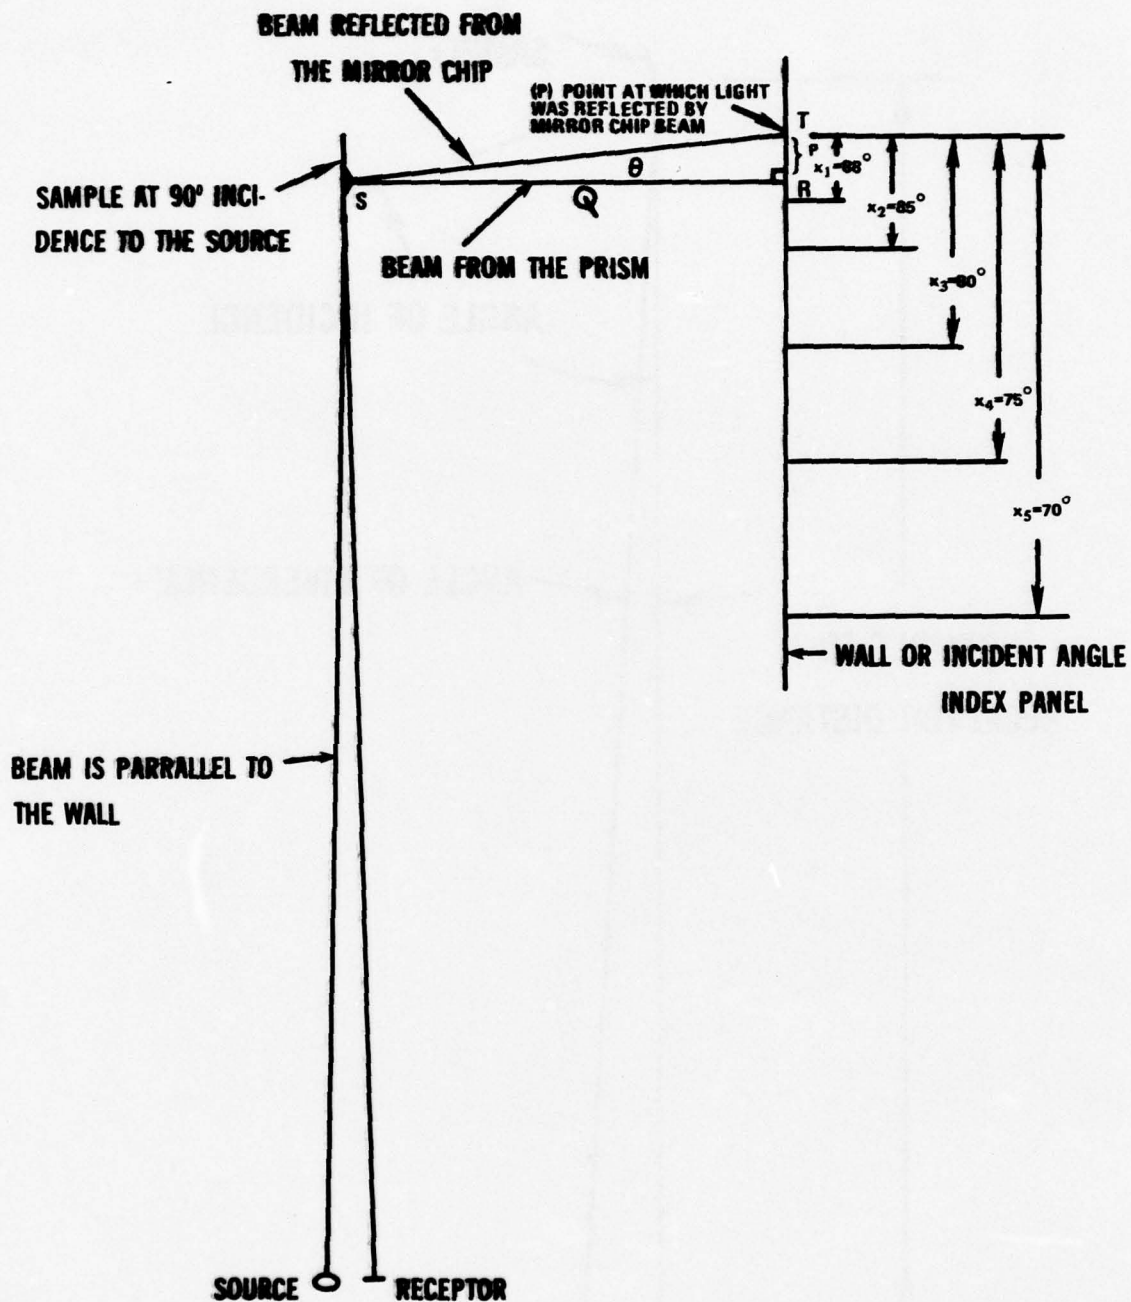 BEAM REFLECTED FROM
THE MIRROR CHIP
(P) POINT AT WHICH LIGHT
WAS REFLECTED BY
MIRROR CHIP BEAM
T
P
x₁=88°
θ
SAMPLE AT 90° INCI-
DENCE TO THE SOURCE
S
Q
R
x₂=85°
BEAM FROM THE PRISM
x₃=80°
x₄=75°
x₅=70°
WALL OR INCIDENT ANGLE
INDEX PANEL
BEAM IS PARRALLEL TO
THE WALL
SOURCE
RECEPTOR